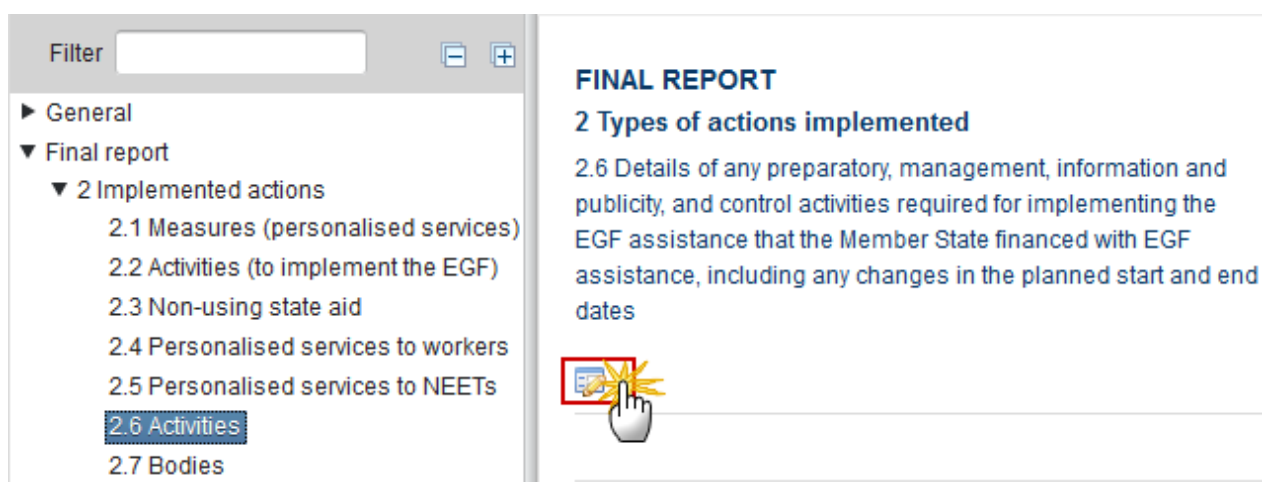 Filter
General
Final report
2 Implemented actions
2.1 Measures (personalised services)
2.2 Activities (to implement the EGF)
2.3 Non-using state aid
2.4 Personalised services to workers
2.5 Personalised services to NEETs
2.6 Activities
2.7 Bodies
FINAL REPORT
2 Types of actions implemented
2.6 Details of any preparatory, management, information and
publicity, and control activities required for implementing the
EGF assistance that the Member State financed with EGF
assistance, including any changes in the planned start and end
dates